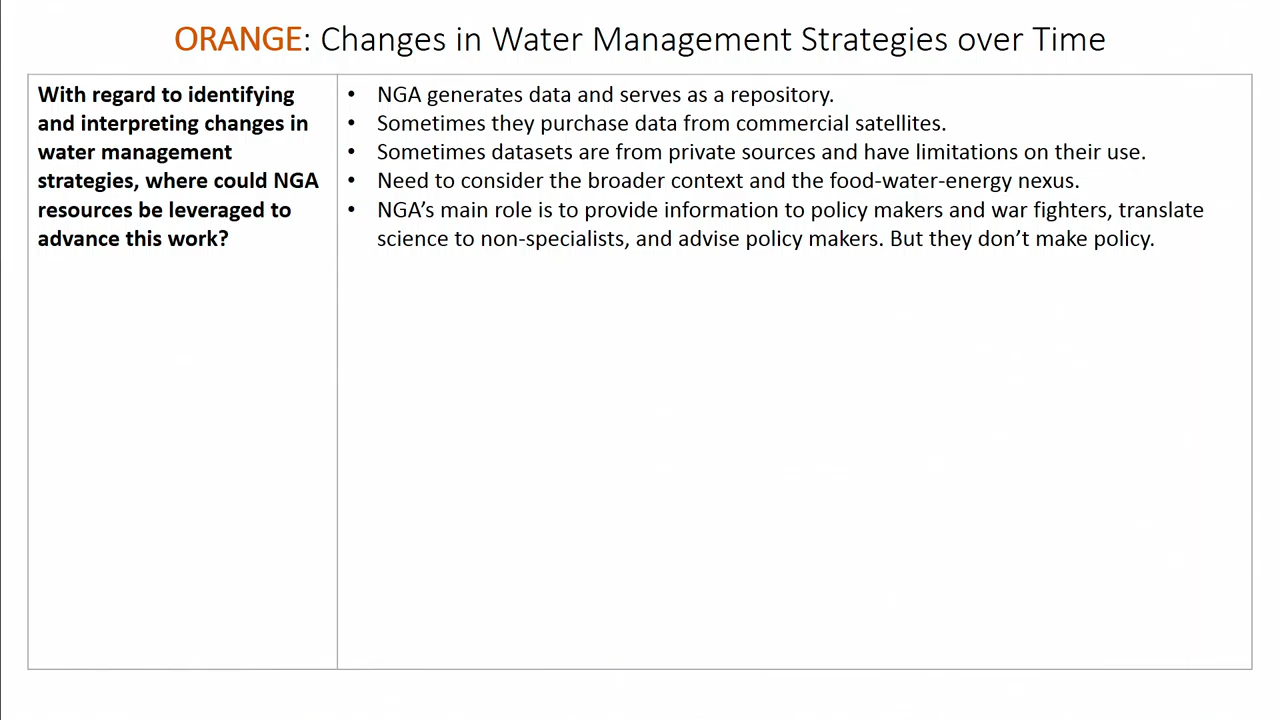 ORANGE: Changes in Water Management Strategies over Time
With regard to identifying
and interpreting changes in
water management
strategies, where could NGA
resources be leveraged to
advance this work?
• NGA generates data and serves as a repository.
• Sometimes they purchase data from commercial satellites.
• Sometimes datasets are from private sources and have limitations on their use.
• Need to consider the broader context and the food-water-energy nexus.
• NGA’s main role is to provide information to policy makers and war fighters, translate
science to non-specialists, and advise policy makers. But they don’t make policy.